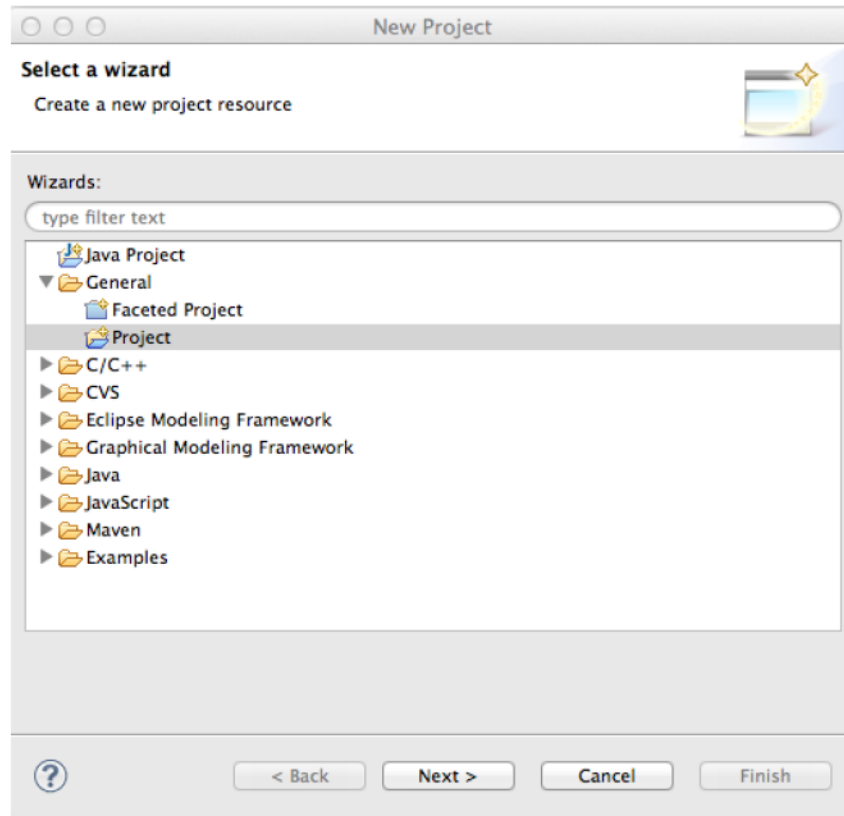 New Project
Select a wizard
Create a new project resource
Wizards:
type filter text
Java Project
General
Faceted Project
Project
C/C++
CVS
Eclipse Modeling Framework
Graphical Modeling Framework
Java
JavaScript
Maven
Examples
? < Back Next > Cancel Finish